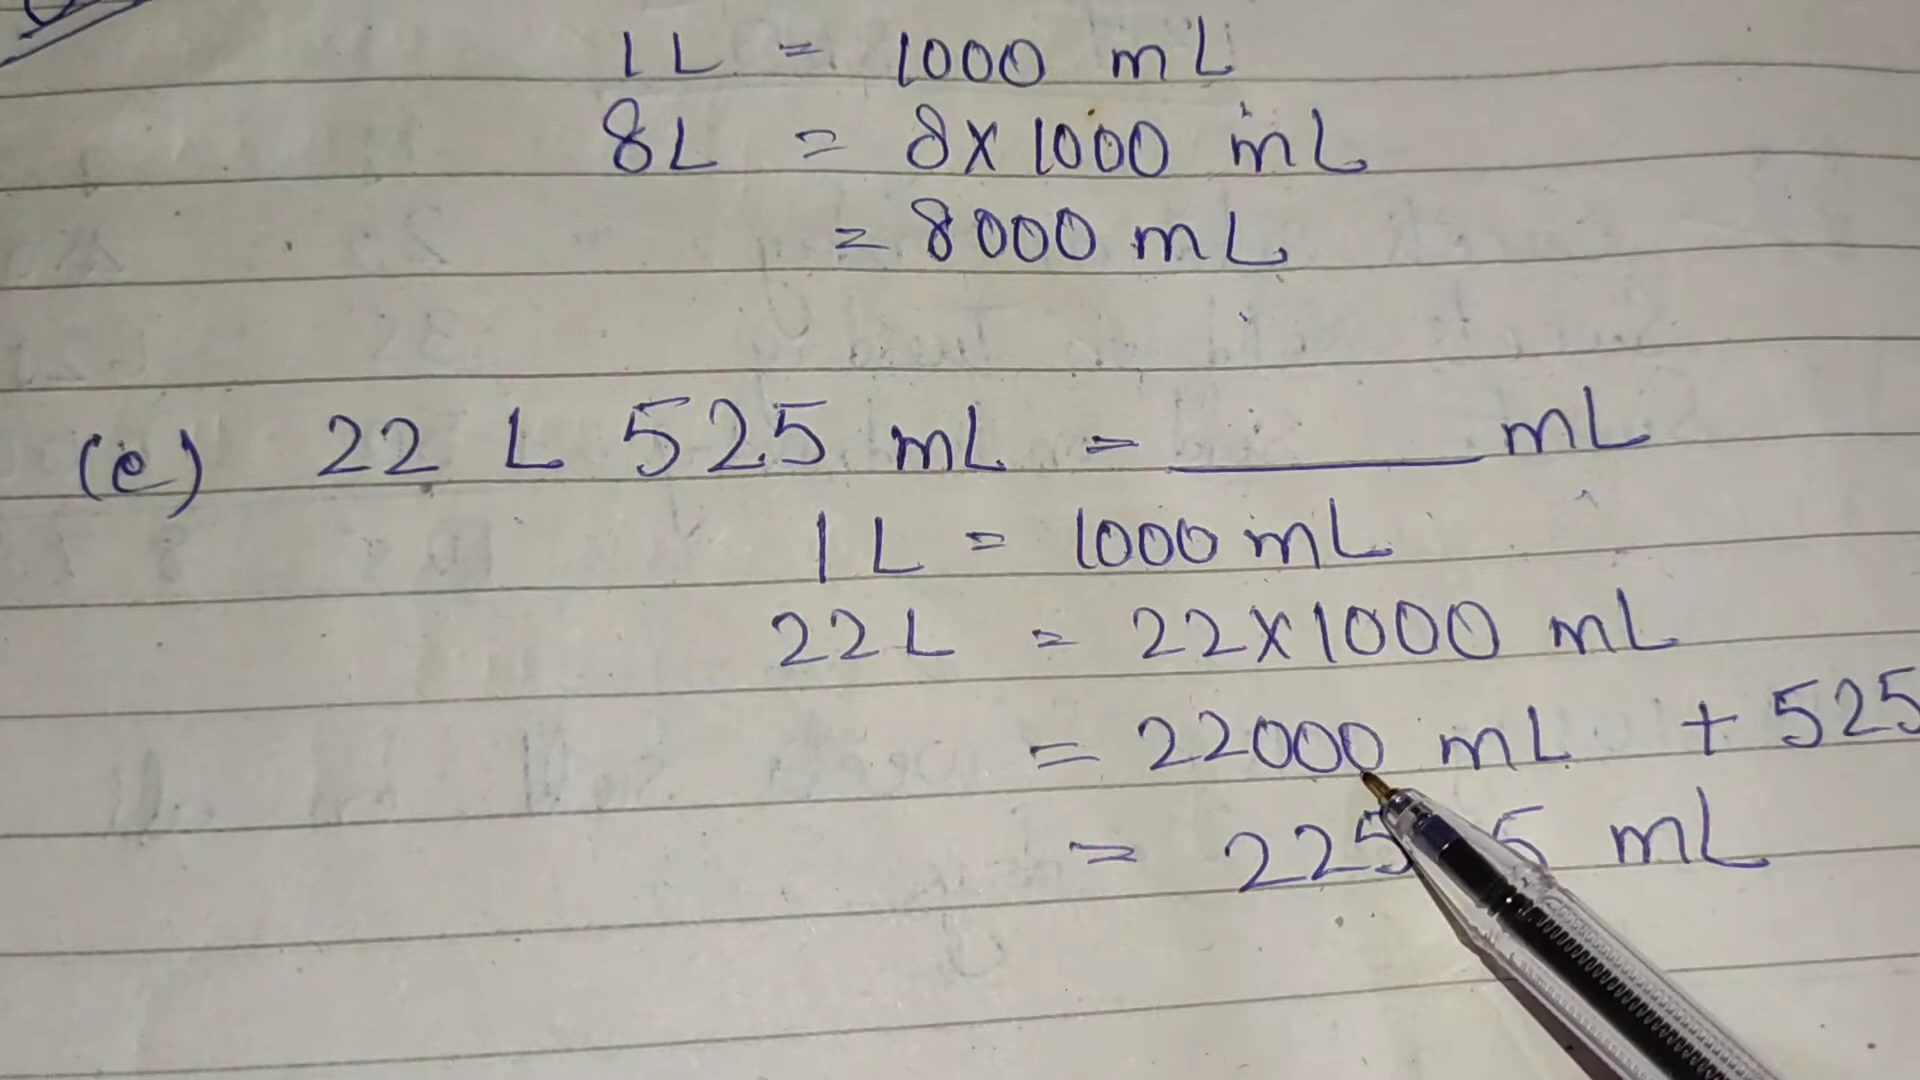 1 L = 1000 mL
8L = 8 x 1000 mL
= 8000 mL
(e) 22 L 525 mL = ______ mL
1 L = 1000 mL
22 L = 22 x 1000 mL
= 22000 mL + 525
= mL